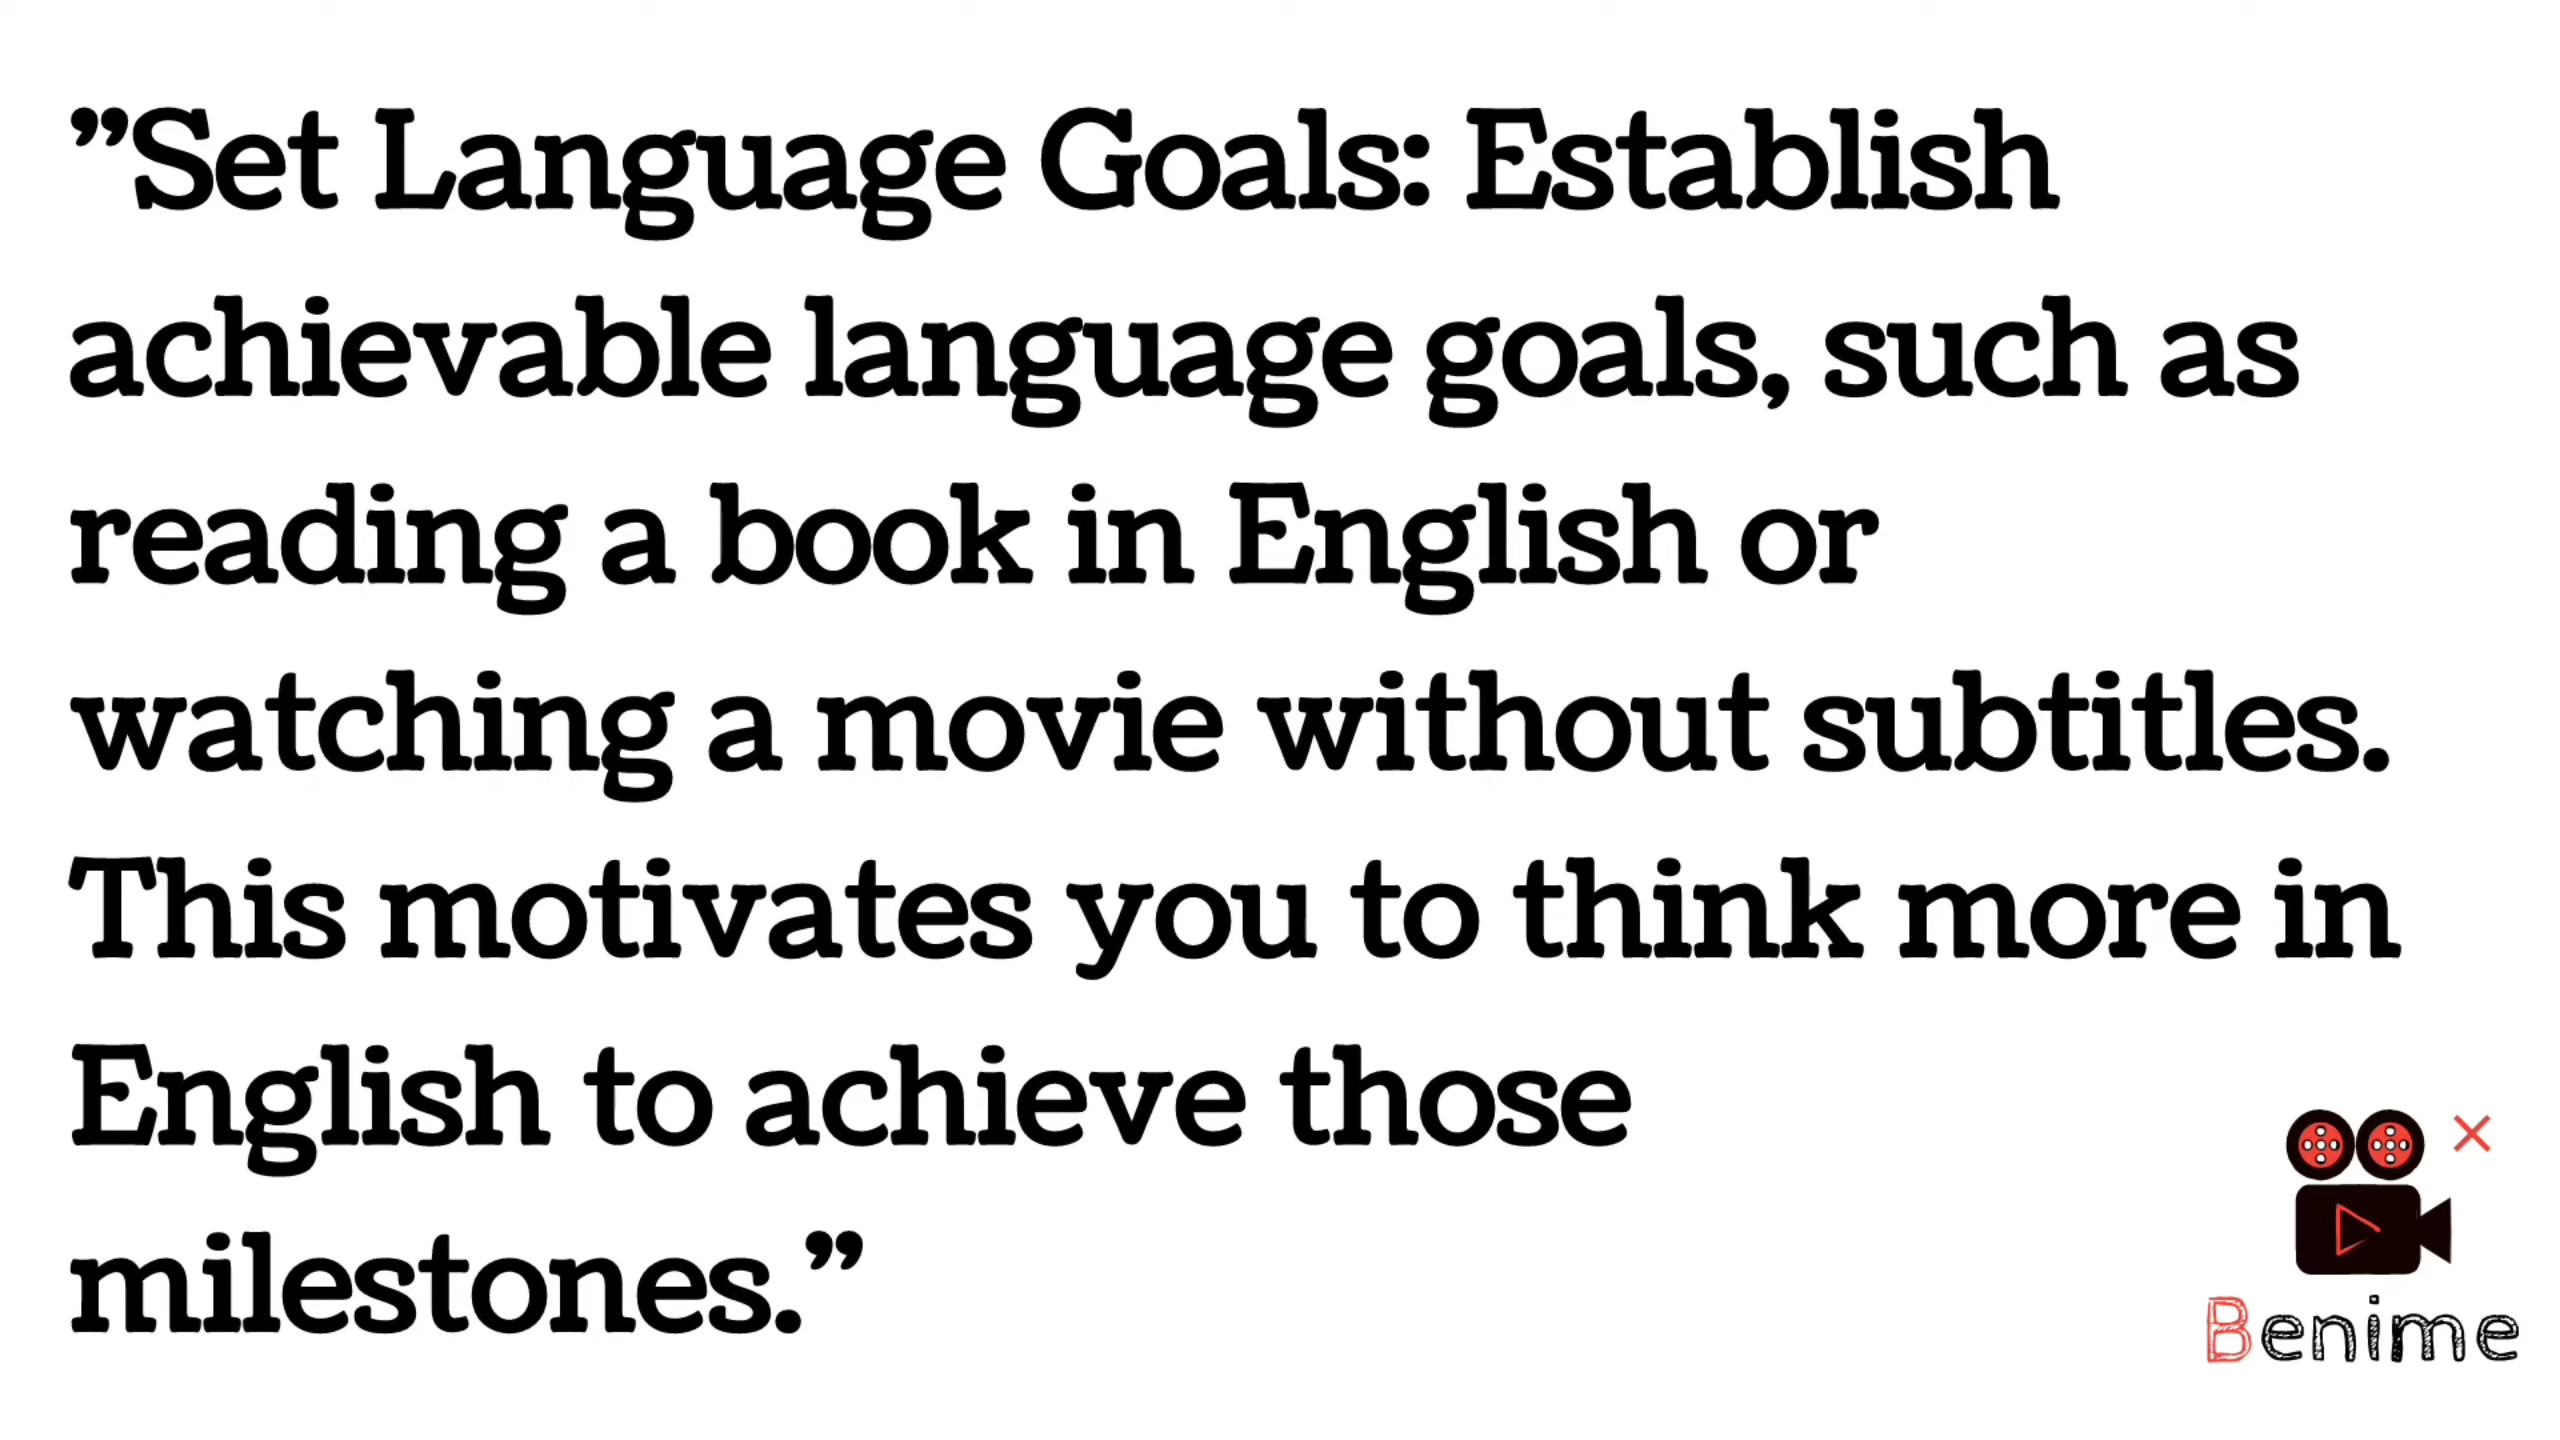 ”Set Language Goals: Establish
achievable language goals, such as
reading a book in English or
watching a movie without subtitles.
This motivates you to think more in
English to achieve those
milestones.”
Benime